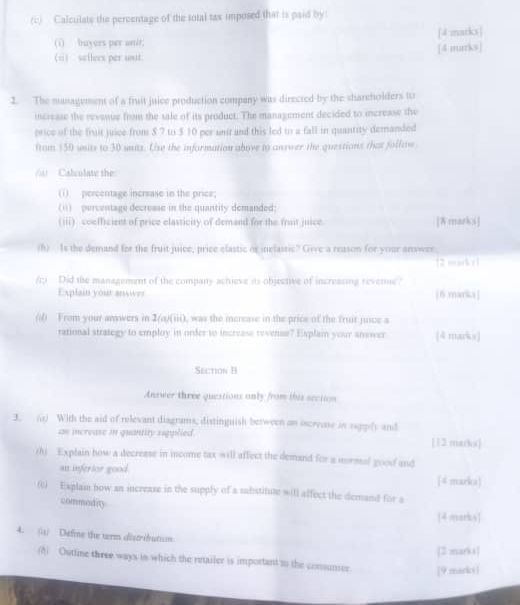 (c) Calculate the percentage of the total tax imposed that is paid by:
(i) buyers per unit; [4 marks]
(ii) sellers per unit. [4 marks]
2. The management of a fruit juice production company was directed by the shareholders to
increase the revenue from the sale of its product. The management decided to increase the
price of the fruit juice from $ 7 to $ 10 per unit and this led to a fall in quantity demanded
from 150 units to 30 units. Use the information above to answer the questions that follow.
(a) Calculate the:
(i) percentage increase in the price;
(ii) percentage decrease in the quantity demanded;
(iii) coefficient of price elasticity of demand for the fruit juice. [8 marks]
(b) Is the demand for the fruit juice, price elastic or inelastic? Give a reason for your answer.
[2 marks]
(c) Did the management of the company achieve its objective of increasing revenue?
Explain your answer. [6 marks]
(d) From your answers in 2(a)(iii), was the increase in the price of the fruit juice a
rational strategy to employ in order to increase revenue? Explain your answer. [4 marks]
SECTION B
Answer three questions only from this section.
3. (a) With the aid of relevant diagrams, distinguish between an increase in supply and
an increase in quantity supplied. [12 marks]
(b) Explain how a decrease in income tax will affect the demand for a normal good and
an inferior good. [4 marks]
(c) Explain how an increase in the supply of a substitute will affect the demand for a
commodity. [4 marks]
4. (a) Define the term distribution. [2 marks]
(b) Outline three ways in which the retailer is important to the consumer. [9 marks]